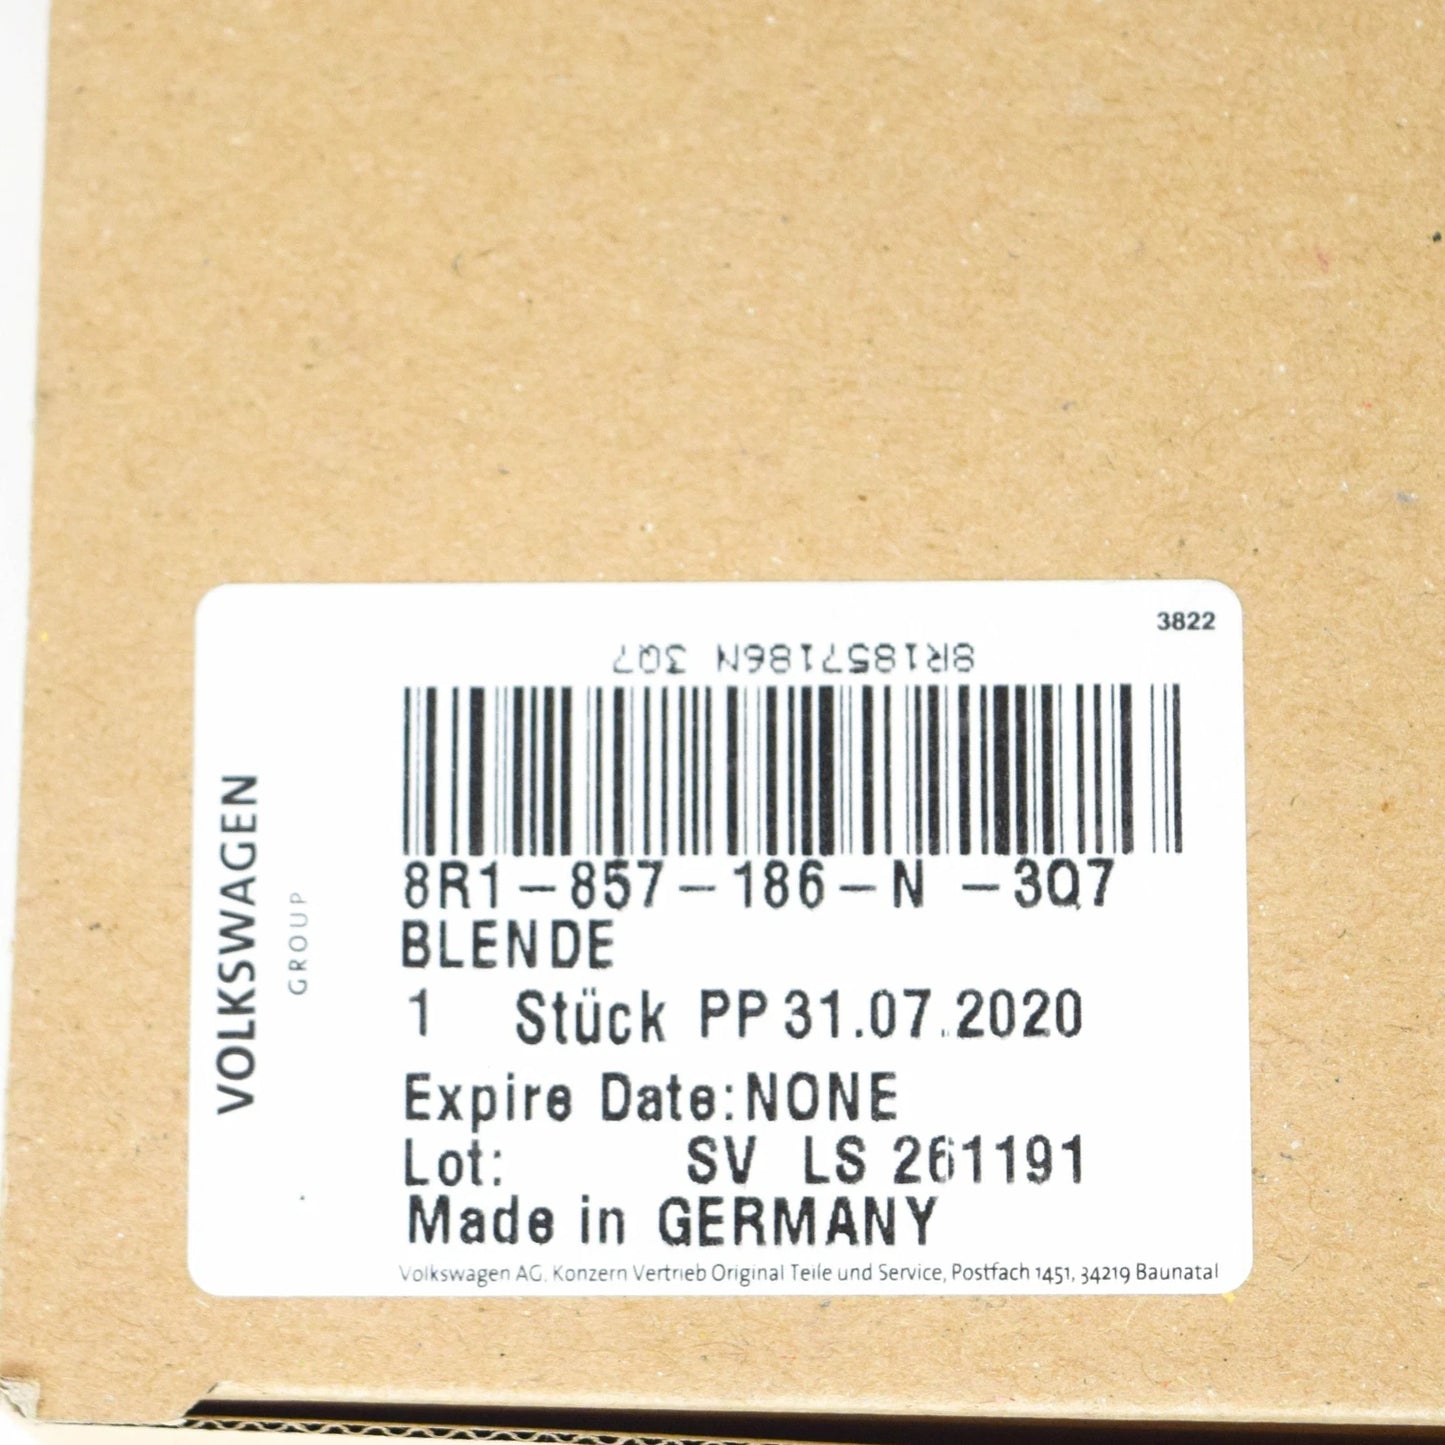 3822
8R1857186N 3Q7
VOLKSWAGEN
GROUP
8R1-857-186-N -3Q7
BLENDE
1 Stück PP 31.07.2020
Expire Date:NONE
Lot: SV LS 261191
Made in GERMANY
Volkswagen AG, Konzern Vertrieb Original Teile und Service, Postfach 1451, 34219 Baunatal